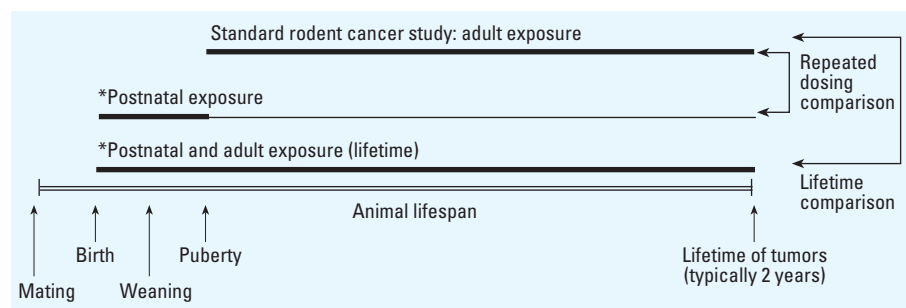 Standard rodent cancer study: adult exposure
Repeated
dosing
comparison
*Postnatal exposure
*Postnatal and adult exposure (lifetime)
Lifetime
comparison
Animal lifespan
Birth
Puberty
Lifetime of tumors
(typically 2 years)
Mating
Weaning